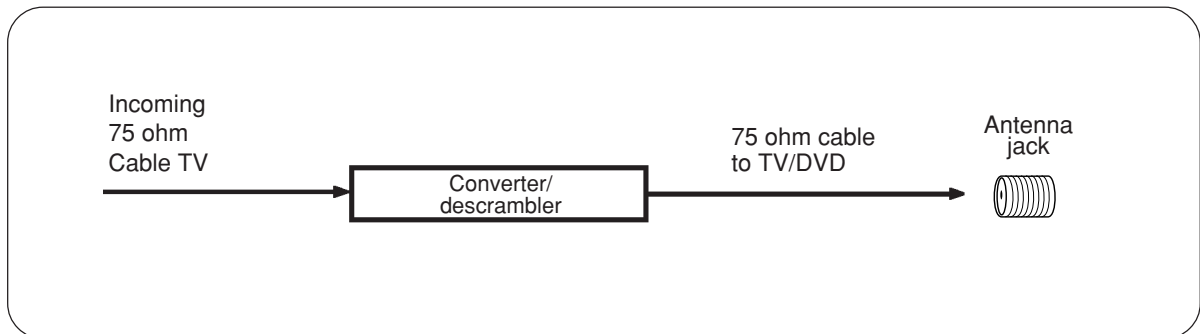 Incoming
75 ohm
Cable TV
Converter/
descrambler
75 ohm cable
to TV/DVD
Antenna
jack